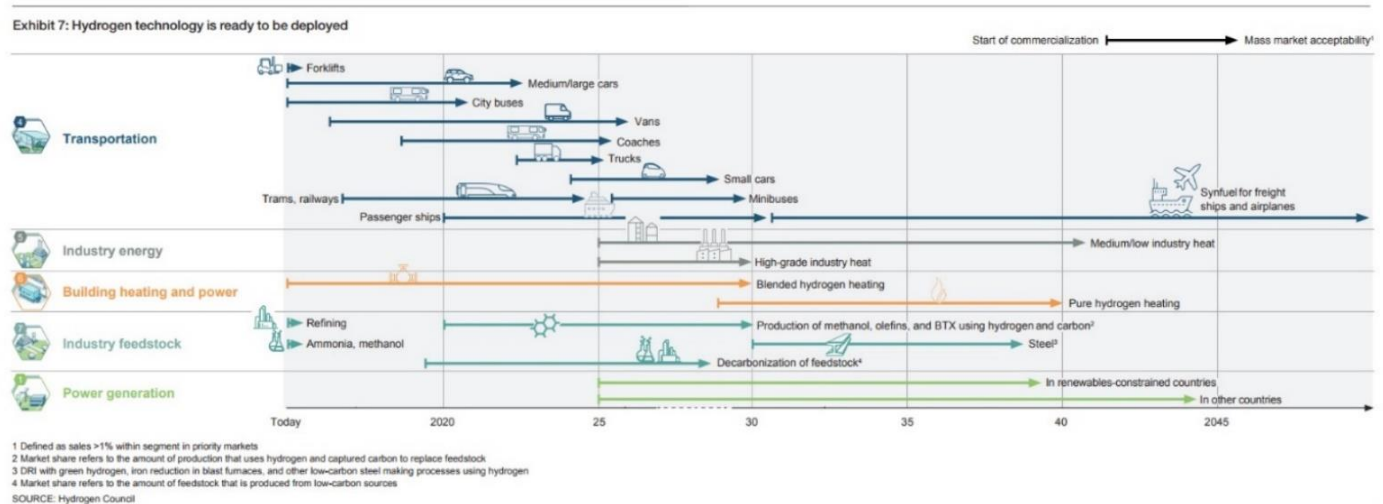 Exhibit 7: Hydrogen technology is ready to be deployed
Start of commercialization
Mass market acceptability¹
Transportation
Forklifts
Medium/large cars
City buses
Vans
Coaches
Trucks
Small cars
Trams, railways
Minibuses
Synfuel for freight
ships and airplanes
Passenger ships
Industry energy
Medium/low industry heat
High-grade industry heat
Building heating and power
Blended hydrogen heating
Pure hydrogen heating
Industry feedstock
Refining
Production of methanol, olefins, and BTX using hydrogen and carbon²
Ammonia, methanol
Steel³
Decarbonization of feedstock⁴
Power generation
In renewables-constrained countries
In other countries
Today 2020 25 30 35 40 2045
1 Defined as sales >1% within segment in priority markets
2 Market share refers to the amount of production that uses hydrogen and captured carbon to replace feedstock
3 DRI with green hydrogen, iron reduction in blast furnaces, and other low-carbon steel making processes using hydrogen
4 Market share refers to the amount of feedstock that is produced from low-carbon sources
SOURCE: Hydrogen Council